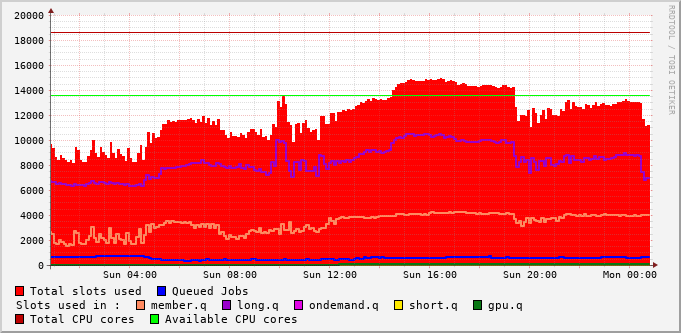 20000
18000
16000
14000
12000
10000
8000
6000
4000
2000
0
Sun 04:00 Sun 08:00 Sun 12:00 Sun 16:00 Sun 20:00 Mon 00:00
Total slots used Queued Jobs
Slots used in : member.q long.q ondemand.q short.q gpu.q
Total CPU cores Available CPU cores
RRDTOOL / TOBI OETIKER